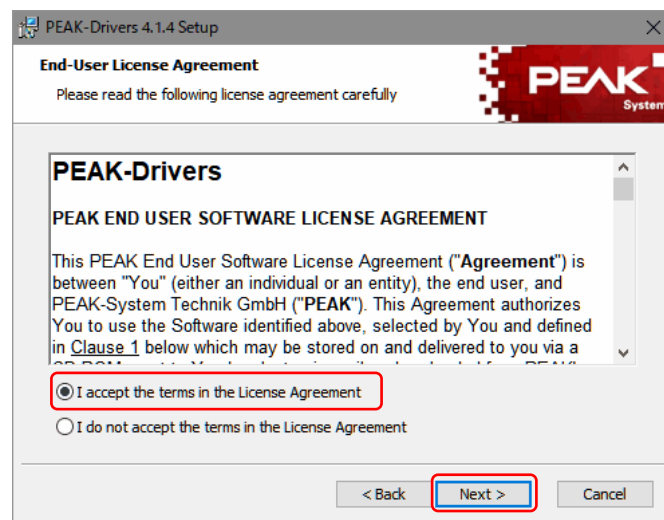 PEAK-Drivers 4.1.4 Setup
End-User License Agreement
Please read the following license agreement carefully
PEAK
System
PEAK-Drivers
PEAK END USER SOFTWARE LICENSE AGREEMENT
This PEAK End User Software License Agreement ("Agreement") is
between "You" (either an individual or an entity), the end user, and
PEAK-System Technik GmbH ("PEAK"). This Agreement authorizes
You to use the Software identified above, selected by You and defined
in Clause 1 below which may be stored on and delivered to you via a
I accept the terms in the License Agreement
I do not accept the terms in the License Agreement
< Back
Next >
Cancel